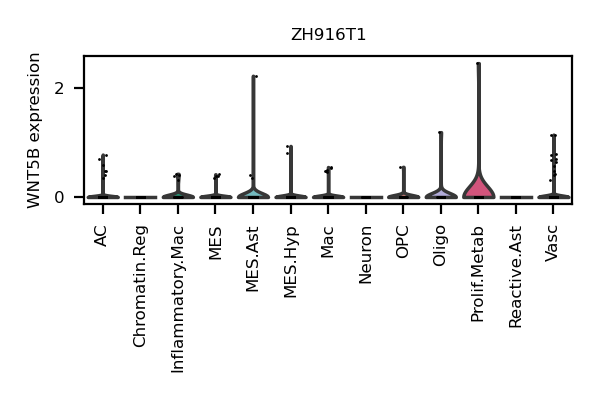 ZH916T1
WNT5B expression
2
0
AC
Chromatin.Reg
Inflammatory.Mac
MES
MES.Ast
MES.Hyp
Mac
Neuron
OPC
Oligo
Prolif.Metab
Reactive.Ast
Vasc